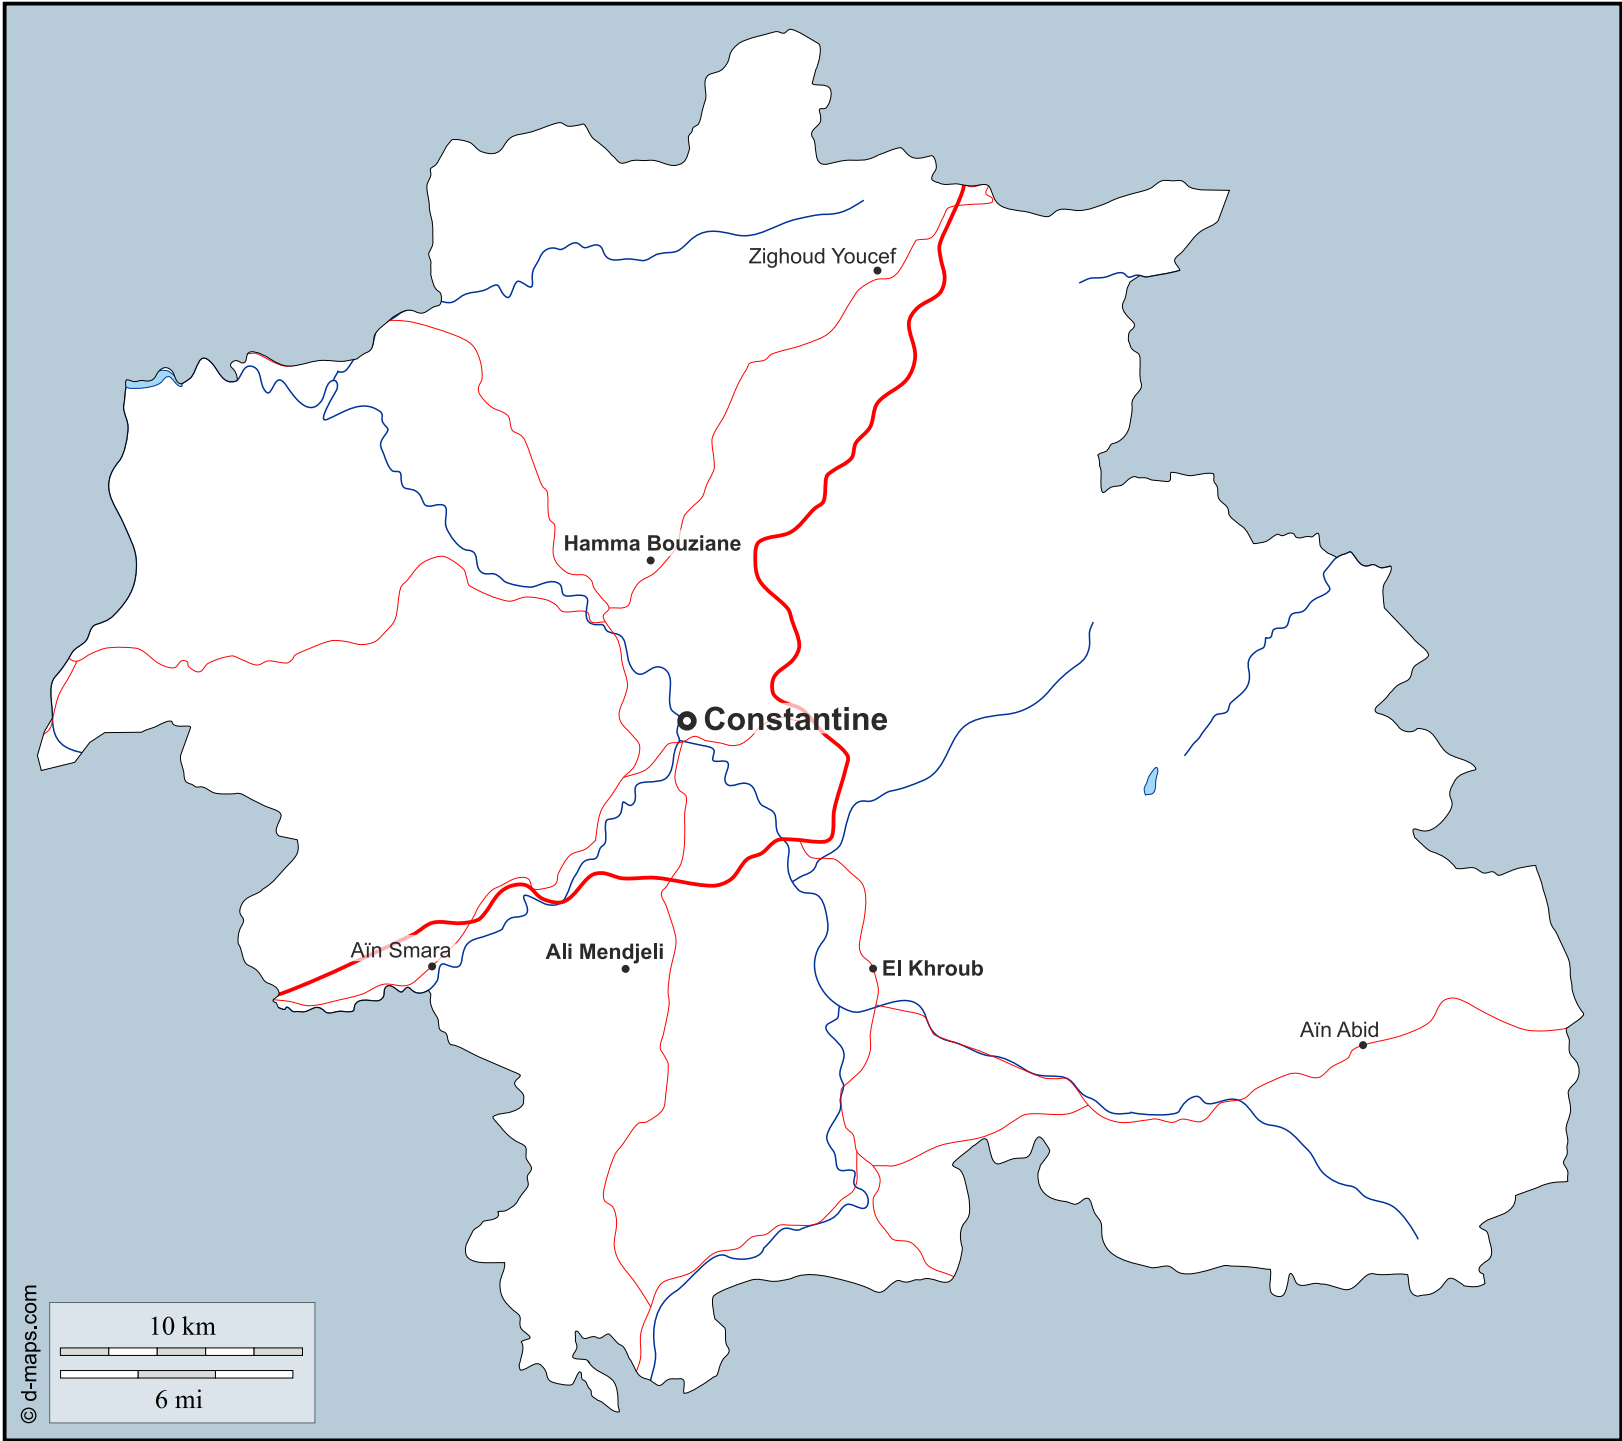 Zighoud Youcef
Hamma Bouziane
Constantine
Aïn Smara
Ali Mendjeli
El Khroub
Aïn Abid
10 km
6 mi
© d-maps.com